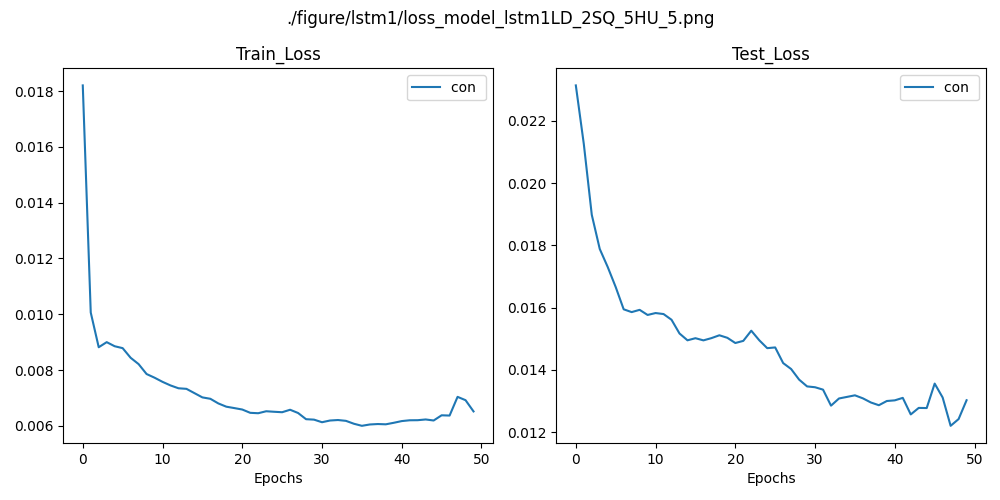 ./figure/lstm1/loss_model_lstm1LD_2SQ_5HU_5.png
Train_Loss
con
0.018
0.016
0.014
0.012
0.010
0.008
0.006
0 10 20 30 40 50
Epochs
Test_Loss
con
0.022
0.020
0.018
0.016
0.014
0.012
0 10 20 30 40 50
Epochs